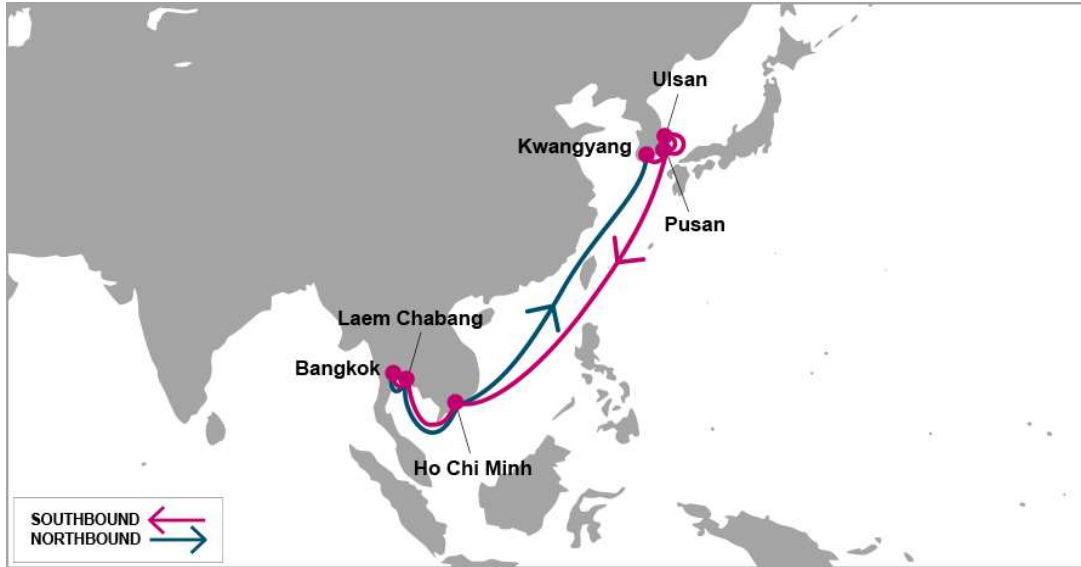 Ulsan
Kwangyang
Pusan
Laem Chabang
Bangkok
Ho Chi Minh
SOUTHBOUND
NORTHBOUND